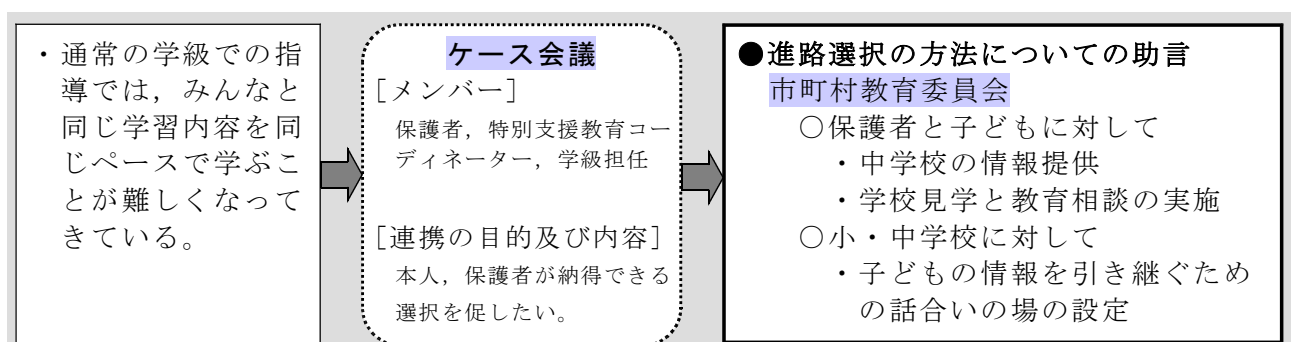 ・通常の学級での指
導では，みんなと
同じ学習内容を同
じペースで学ぶこ
とが難しくなって
きている。
ケース会議
［メンバー］
保護者，特別支援教育コー
ディネーター，学級担任
［連携の目的及び内容］
本人，保護者が納得できる
選択を促したい。
●進路選択の方法についての助言
市町村教育委員会
○保護者と子どもに対して
・中学校の情報提供
・学校見学と教育相談の実施
○小・中学校に対して
・子どもの情報を引き継ぐため
の話合いの場の設定